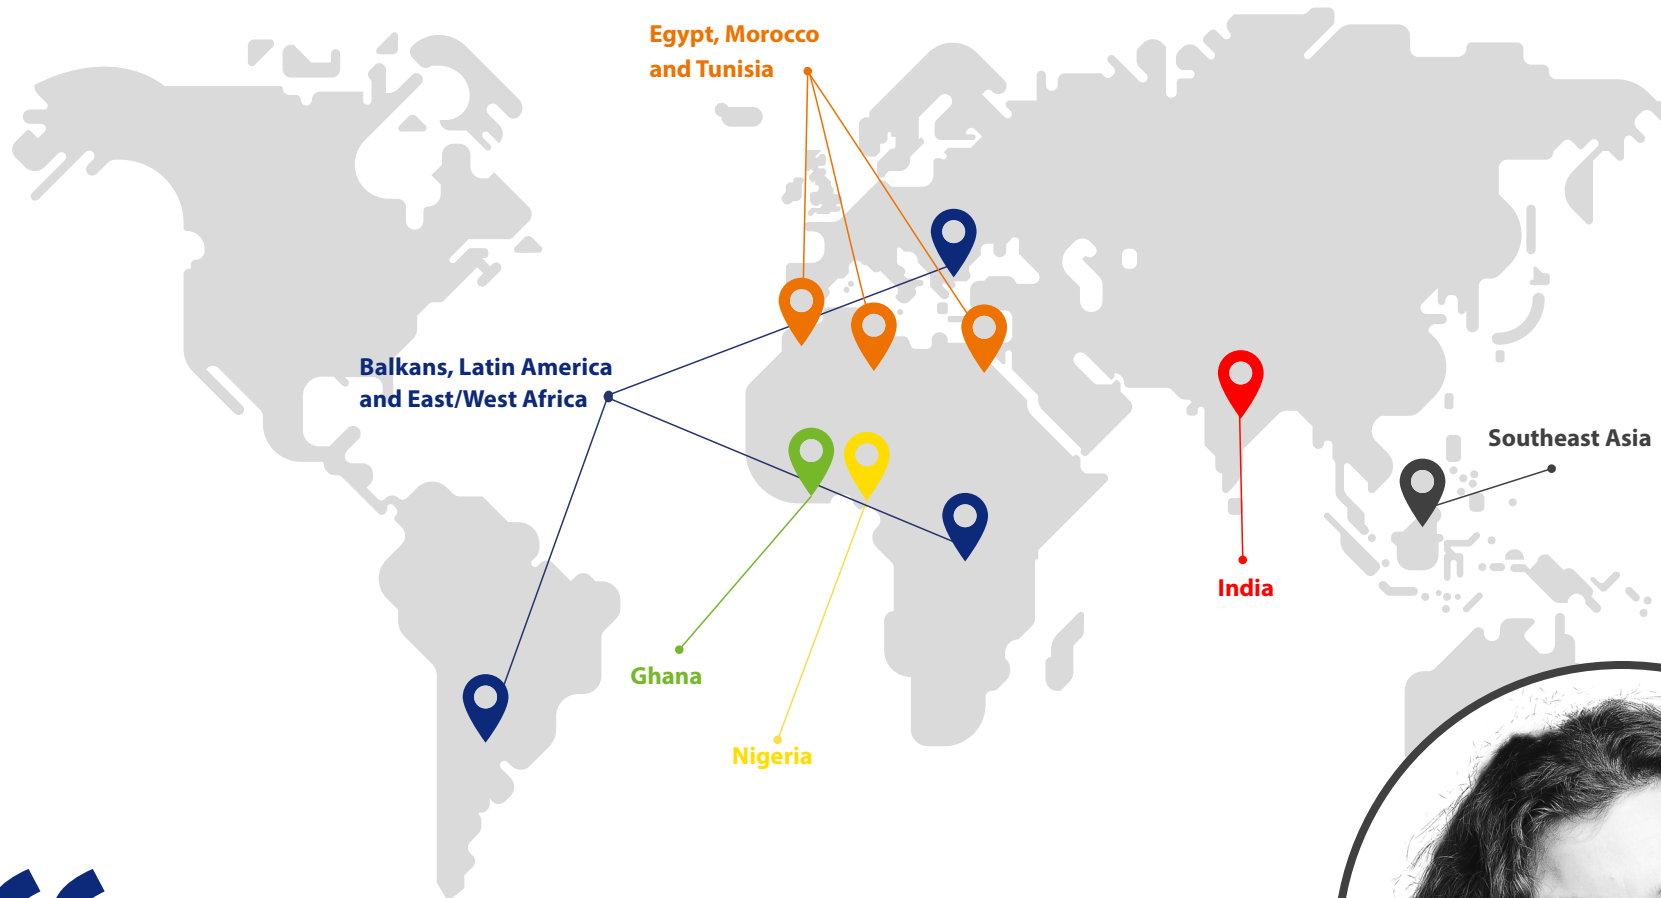 Egypt, Morocco
and Tunisia
Balkans, Latin America
and East/West Africa
Southeast Asia
India
Ghana
Nigeria
“